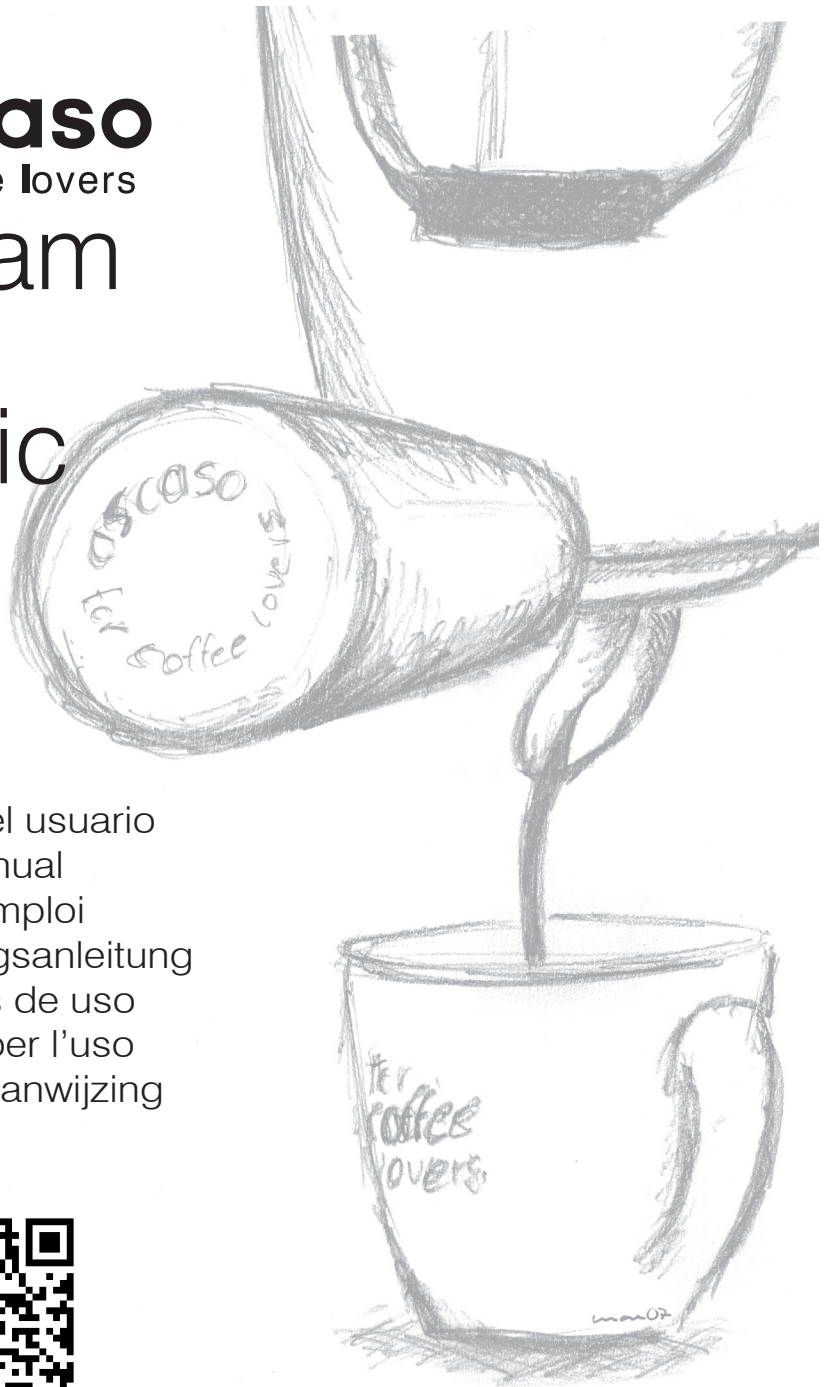 aso
e lovers
am
ic
ascaso
for coffee lovers
el usuario
nual
mploi
gsanleitung
s de uso
per l’uso
anwijzing
for
coffee
lovers.